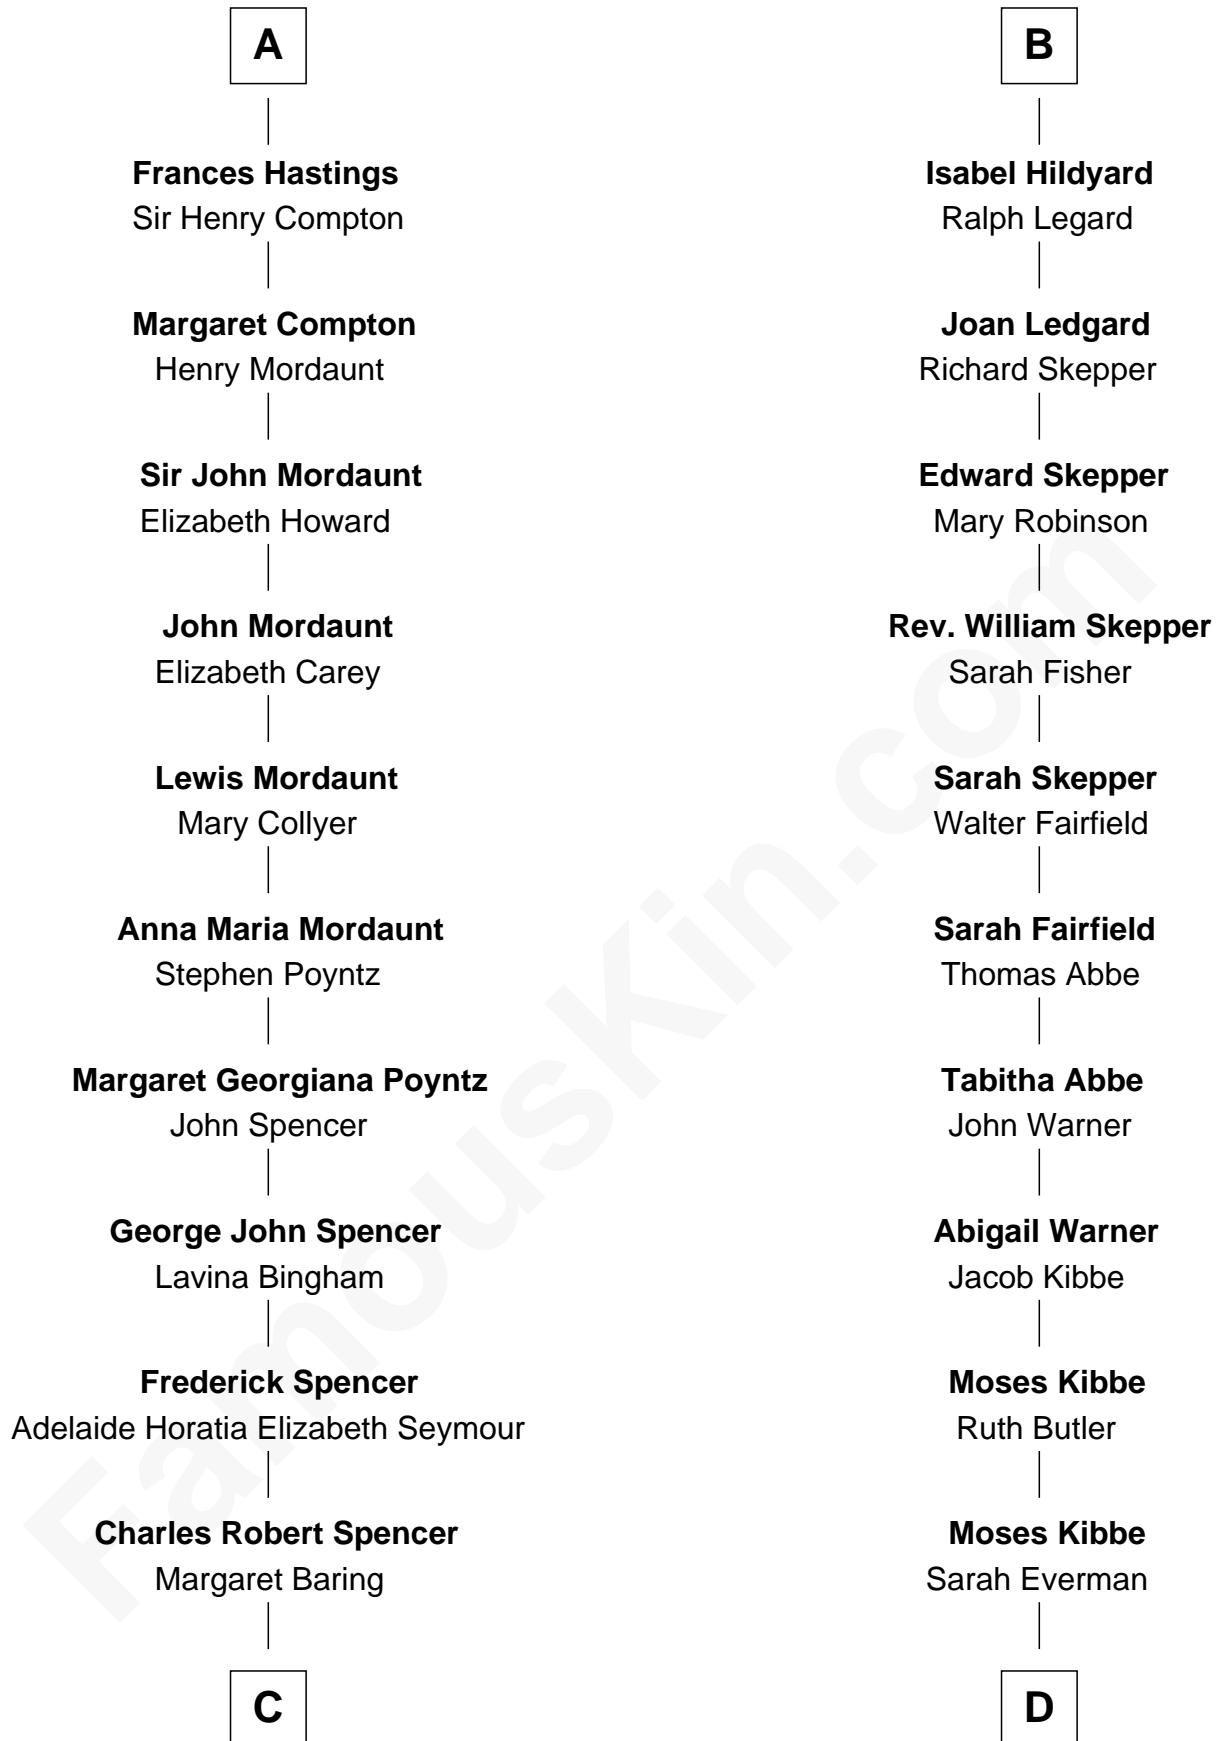 A
Frances Hastings
Sir Henry Compton
Margaret Compton
Henry Mordaunt
Sir John Mordaunt
Elizabeth Howard
John Mordaunt
Elizabeth Carey
Lewis Mordaunt
Mary Collyer
Anna Maria Mordaunt
Stephen Poyntz
Margaret Georgiana Poyntz
John Spencer
George John Spencer
Lavina Bingham
Frederick Spencer
Adelaide Horatia Elizabeth Seymour
Charles Robert Spencer
Margaret Baring
C
B
Isabel Hildyard
Ralph Legard
Joan Ledgard
Richard Skepper
Edward Skepper
Mary Robinson
Rev. William Skepper
Sarah Fisher
Sarah Skepper
Walter Fairfield
Sarah Fairfield
Thomas Abbe
Tabitha Abbe
John Warner
Abigail Warner
Jacob Kibbe
Moses Kibbe
Ruth Butler
Moses Kibbe
Sarah Everman
D
FamousKin.com